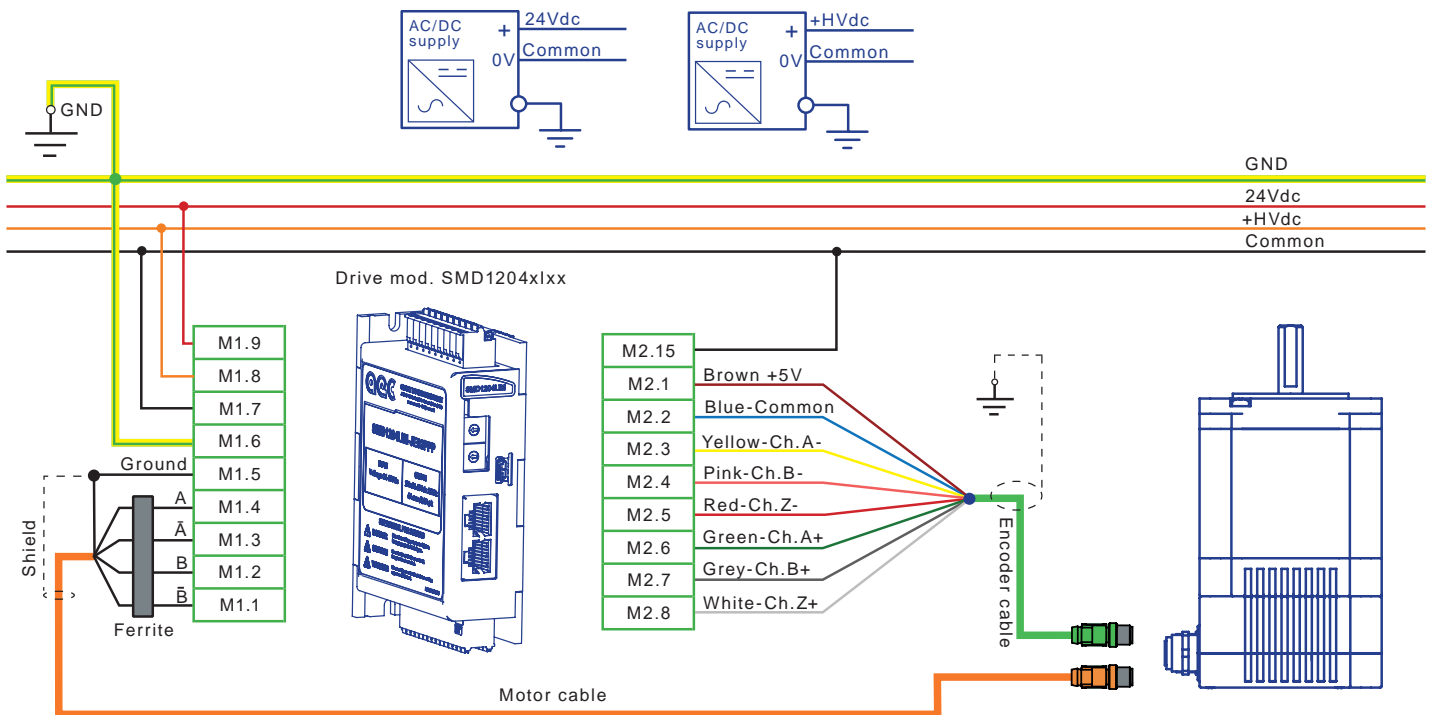 AC/DC
supply
+
0V
24Vdc
Common
AC/DC
supply
+
0V
+HVdc
Common
GND
GND
24Vdc
+HVdc
Common
Drive mod. SMD1204xIxx
M1.9
M1.8
M1.7
M1.6
Ground
M1.5
A
M1.4
Ā
M1.3
B
M1.2
B̄
M1.1
Shield
Ferrite
aec
M2.15
M2.1
Brown +5V
M2.2
Blue-Common
M2.3
Yellow-Ch.A-
M2.4
Pink-Ch.B-
M2.5
Red-Ch.Z-
M2.6
Green-Ch.A+
M2.7
Grey-Ch.B+
M2.8
White-Ch.Z+
Encoder cable
Motor cable